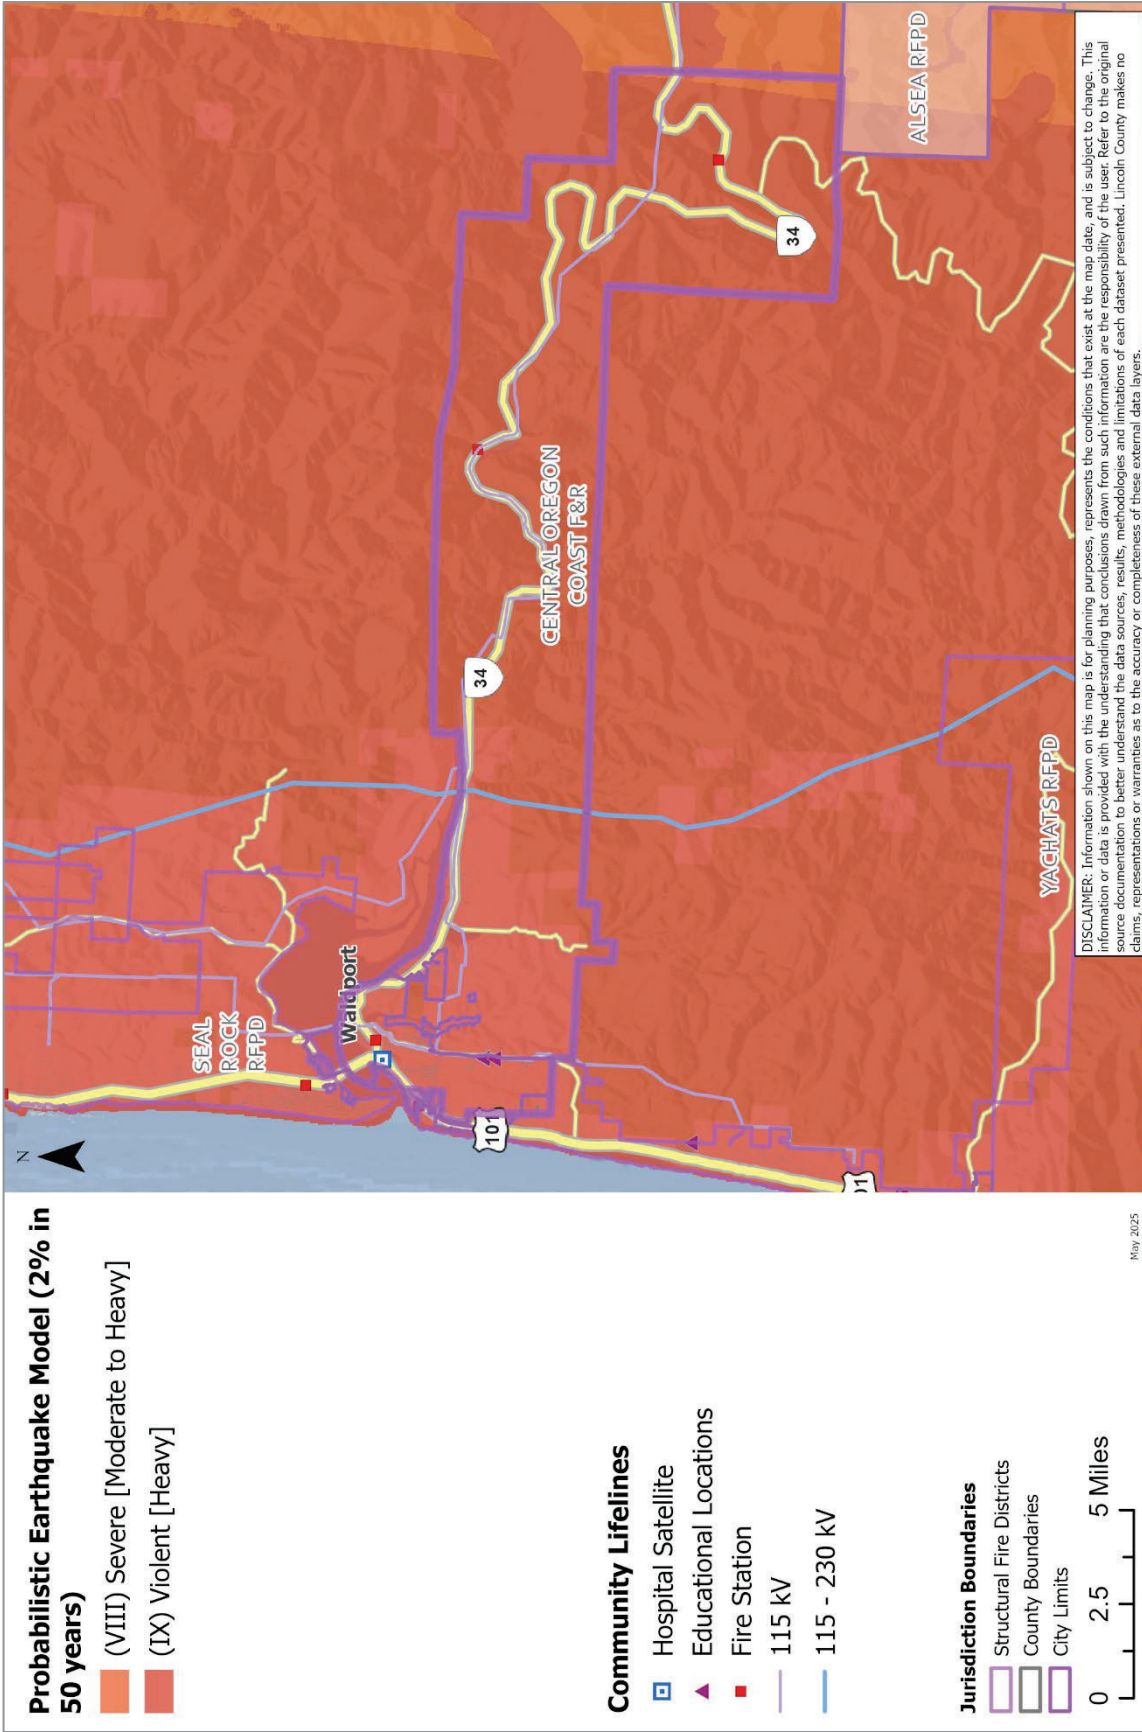 Probabilistic Earthquake Model (2% in
50 years)
(VIII) Severe [Moderate to Heavy]
(IX) Violent [Heavy]
Community Lifelines
Hospital Satellite
Educational Locations
Fire Station
115 kV
115 - 230 kV
Jurisdiction Boundaries
Structural Fire Districts
County Boundaries
City Limits
0 2.5 5 Miles
May 2025
N
SEAL
ROCK
RFPD
Waldport
101
01
34
CENTRAL OREGON
COAST F&R
34
YACHATS RFPD
ALSEA RFPD
DISCLAIMER: Information shown on this map is for planning purposes, represents the conditions that exist at the map date, and is subject to change. This
information or data is provided with the understanding that conclusions drawn from such information are the responsibility of the user. Refer to the original
source documentation to better understand the data sources, results, methodologies and limitations of each dataset presented. Lincoln County makes no
claims, representations or warranties as to the accuracy or completeness of these external data layers.